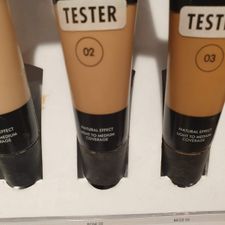 TESTER
02
NATURAL EFFECT
LIGHT TO MEDIUM
COVERAGE
TESTER
03
NATURAL EFFECT
LIGHT TO MEDIUM
COVERAGE